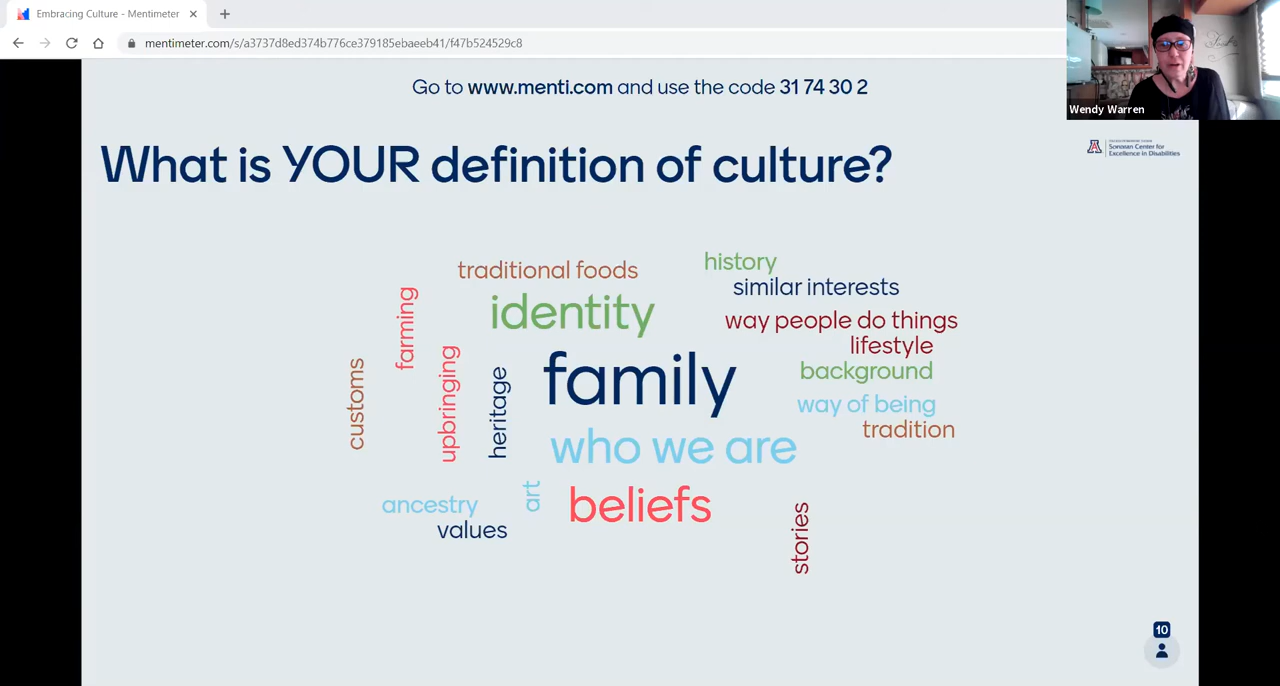 Embracing Culture - Mentimeter
mentimeter.com/s/a3737d8ed374b776ce379185ebaeeb41/f47b524529c8
Wendy Warren
Go to www.menti.com and use the code 31 74 30 2
What is YOUR definition of culture?
Sonoran Center for
Excellence in Disabilities
traditional foods
history
similar interests
identity
farming
way people do things
lifestyle
family
background
customs
upbringing
heritage
way of being
tradition
who we are
ancestry
art
beliefs
values
stories
10